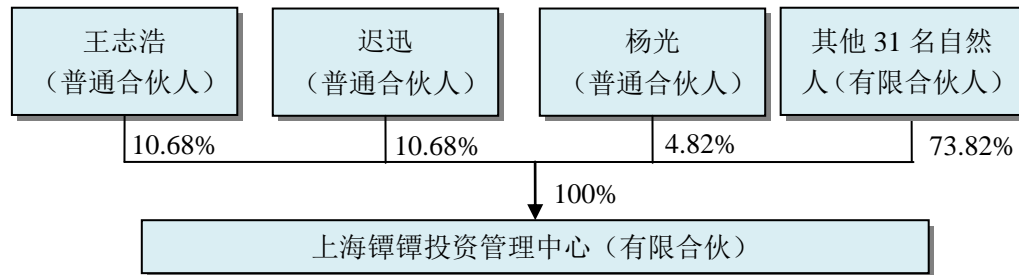 王志浩
（普通合伙人）
迟迅
（普通合伙人）
杨光
（普通合伙人）
其他 31 名自然
人（有限合伙人）
10.68%
10.68%
4.82%
73.82%
100%
上海镡镡投资管理中心（有限合伙）